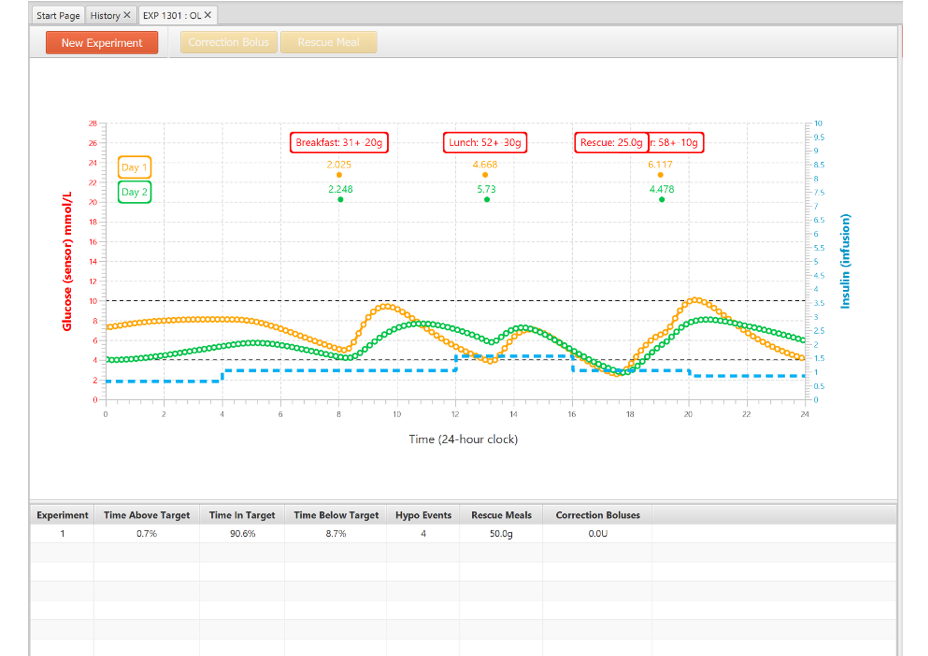 Start Page History ✕ EXP 1301 : OL ✕
New Experiment Correction Bolus Rescue Meal
Glucose (sensor) mmol/L
28
26
24
22
20
18
16
14
12
10
8
6
4
2
0
Day 1
Day 2
Breakfast: 31+-20g Lunch: 52+-30g Rescue: 25.0g r: 58+-10g
2.025 4.668 6.117
2.248 5.73 4.478
10
9.5
9
8.5
8
7.5
7
6.5
6
5.5
5
4.5
4
3.5
3
2.5
2
1.5
1
0.5
0
Insulin (infusion)
0 2 4 6 8 10 12 14 16 18 20 22 24
Time (24-hour clock)
Experiment Time Above Target Time In Target Time Below Target Hypo Events Rescue Meals Correction Boluses
1 0.7% 90.6% 8.7% 4 50.0g 0.0U